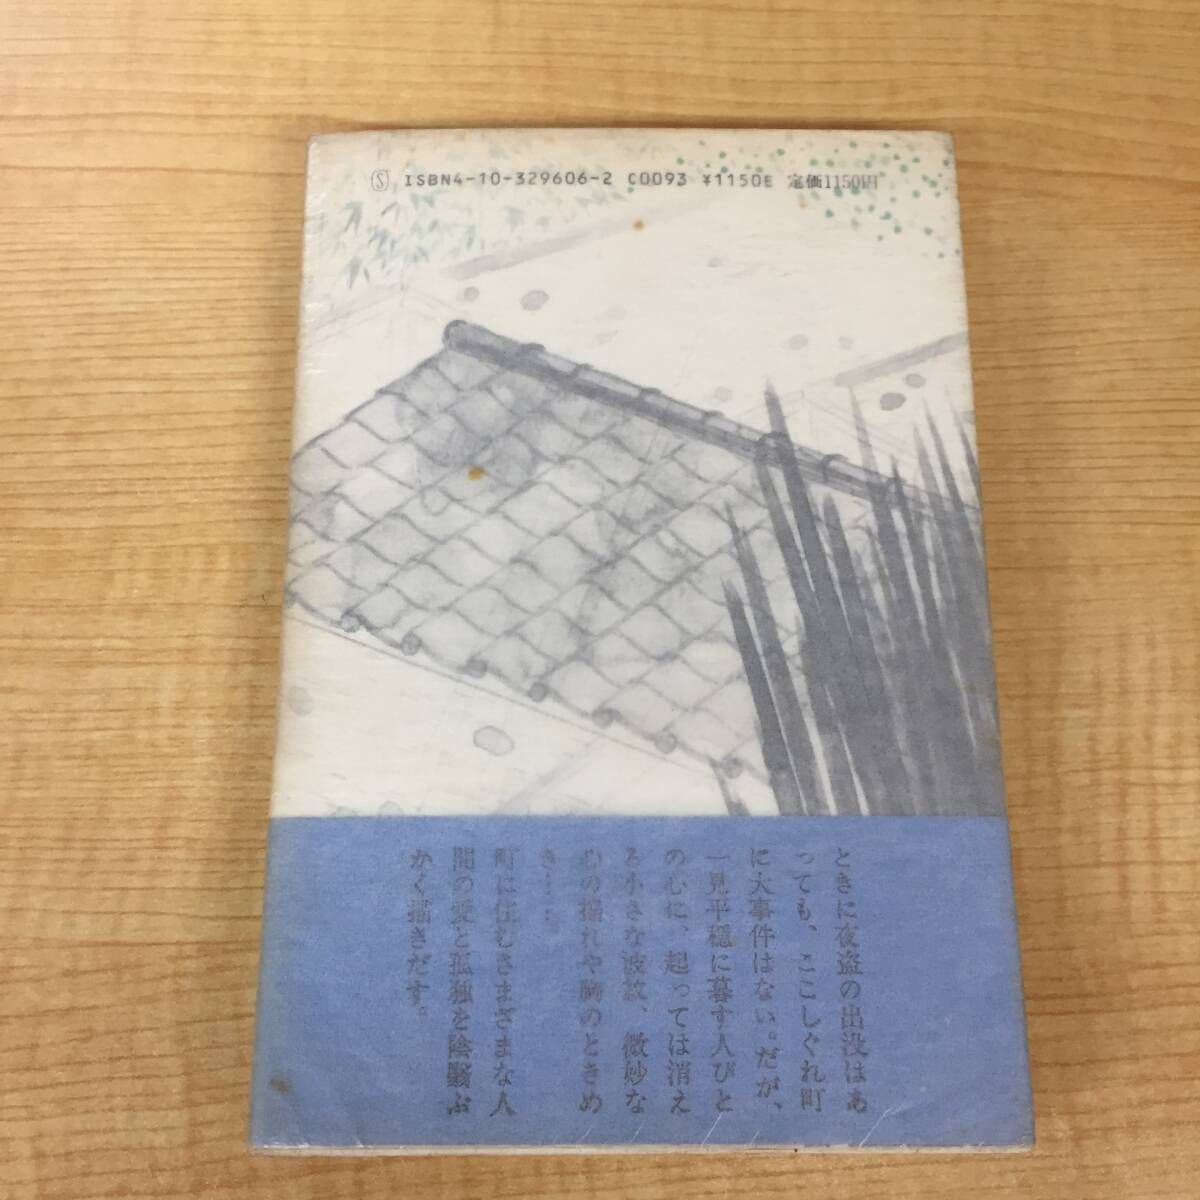 Ⓢ ISBN4-10-329606-2 C0093 ¥1150E 定価1150円
ときに夜盗の出没はあ
っても、ここしぐれ町
に大事件はない。だが、
一見平穏に暮す人びと
の心に、起っては消え
る小さな波紋、微妙な
心の揺れや胸のときめ
き……。
町に住むさまざまな人
間の愛と孤独を陰翳ぶ
かく描きだす。